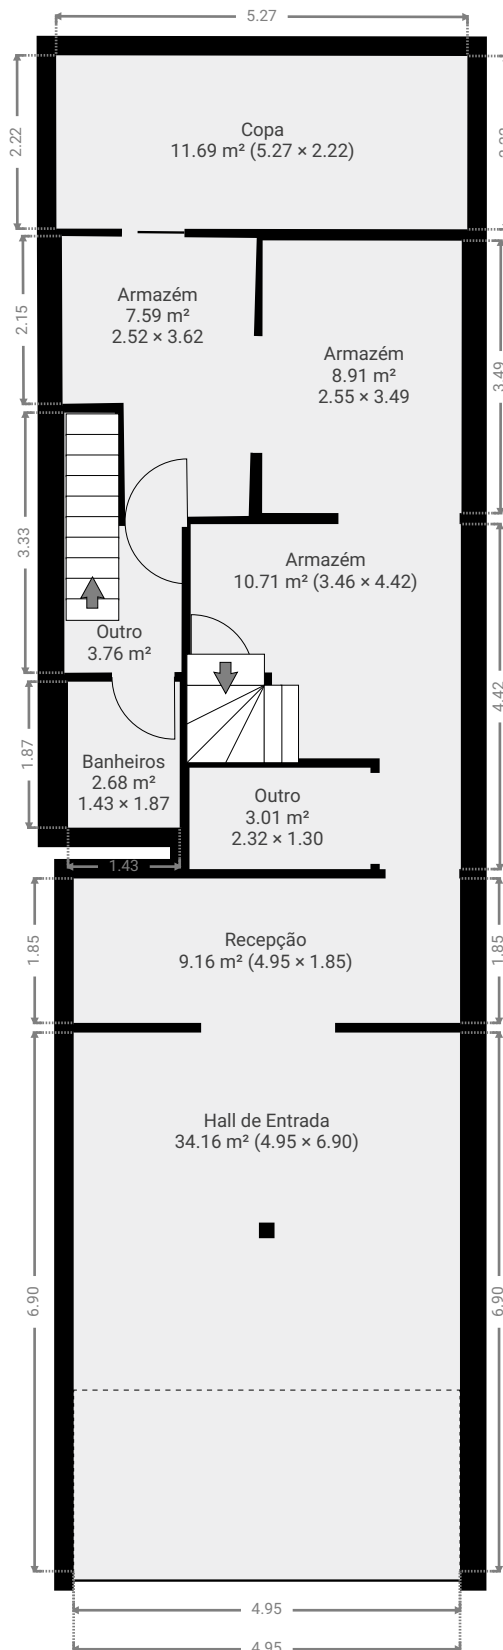 5.27
2.22
Copa
11.69 m² (5.27 × 2.22)
2.15
Armazém
7.59 m²
2.52 × 3.62
Armazém
8.91 m²
2.55 × 3.49
3.49
3.33
Armazém
10.71 m² (3.46 × 4.42)
Outro
3.76 m²
4.42
1.87
Banheiros
2.68 m²
1.43 × 1.87
Outro
3.01 m²
2.32 × 1.30
1.43
1.85
Recepção
9.16 m² (4.95 × 1.85)
1.85
Hall de Entrada
34.16 m² (4.95 × 6.90)
6.90
6.90
4.95
4.95